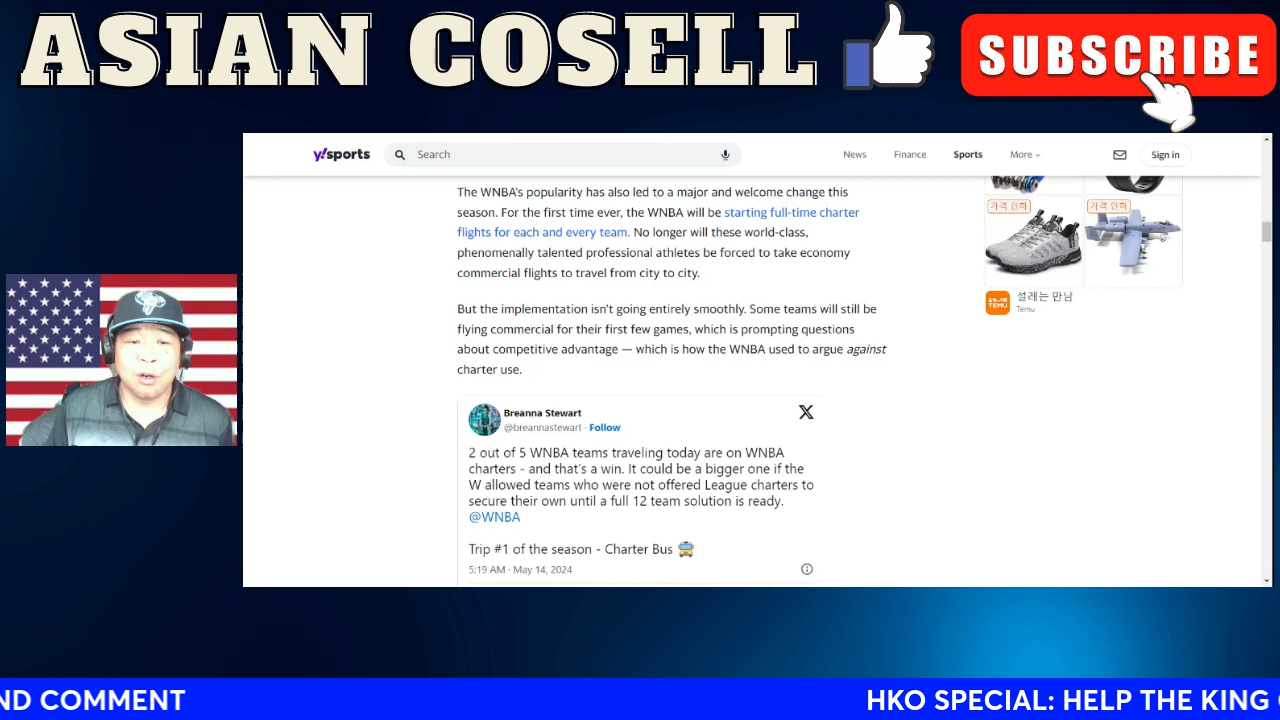 ASIAN COSELL
SUBSCRIBE
y!sports
Search
News
Finance
Sports
More
Sign in
The WNBA's popularity has also led to a major and welcome change this
season. For the first time ever, the WNBA will be starting full-time charter
flights for each and every team. No longer will these world-class,
phenomenally talented professional athletes be forced to take economy
commercial flights to travel from city to city.
But the implementation isn't going entirely smoothly. Some teams will still be
flying commercial for their first few games, which is prompting questions
about competitive advantage — which is how the WNBA used to argue against
charter use.
Breanna Stewart
@breannastewart · Follow
2 out of 5 WNBA teams traveling today are on WNBA
charters - and that's a win. It could be a bigger one if the
W allowed teams who were not offered League charters to
secure their own until a full 12 team solution is ready.
@WNBA
Trip #1 of the season - Charter Bus
5:19 AM · May 14, 2024
가격 인하
가격 인하
TEMU
설레는 만남
Temu
ND COMMENT
HKO SPECIAL: HELP THE KING